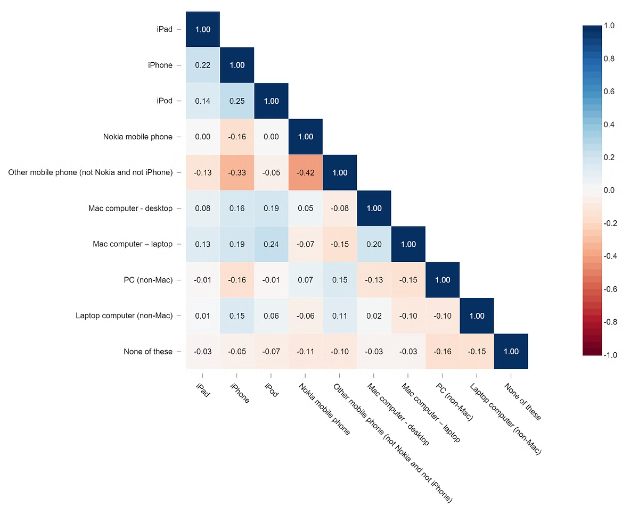 iPad 1.00
iPhone 0.22 1.00
iPod 0.14 0.25 1.00
Nokia mobile phone 0.00 -0.16 0.00 1.00
Other mobile phone (not Nokia and not iPhone) -0.13 -0.33 -0.05 -0.42 1.00
Mac computer - desktop 0.08 0.16 0.19 0.05 -0.08 1.00
Mac computer – laptop 0.13 0.19 0.24 -0.07 -0.15 0.20 1.00
PC (non-Mac) -0.01 -0.16 -0.01 0.07 0.15 -0.13 -0.15 1.00
Laptop computer (non-Mac) 0.01 0.15 0.06 -0.06 0.11 0.02 -0.10 -0.10 1.00
None of these -0.03 -0.05 -0.07 -0.11 -0.10 -0.03 -0.03 -0.16 -0.15 1.00
iPad
iPhone
iPod
Nokia mobile phone
Other mobile phone (not Nokia and not iPhone)
Mac computer - desktop
Mac computer – laptop
PC (non-Mac)
Laptop computer (non-Mac)
None of these
1.0
0.8
0.6
0.4
0.2
0.0
-0.2
-0.4
-0.6
-0.8
-1.0